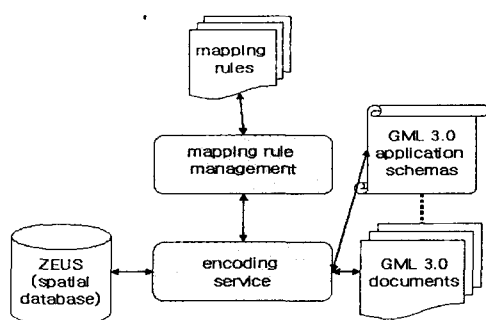 mapping
rules
mapping rule
management
GML 3.0
application
schemas
ZEUS
(spatial
database)
encoding
service
GML 3.0
documents